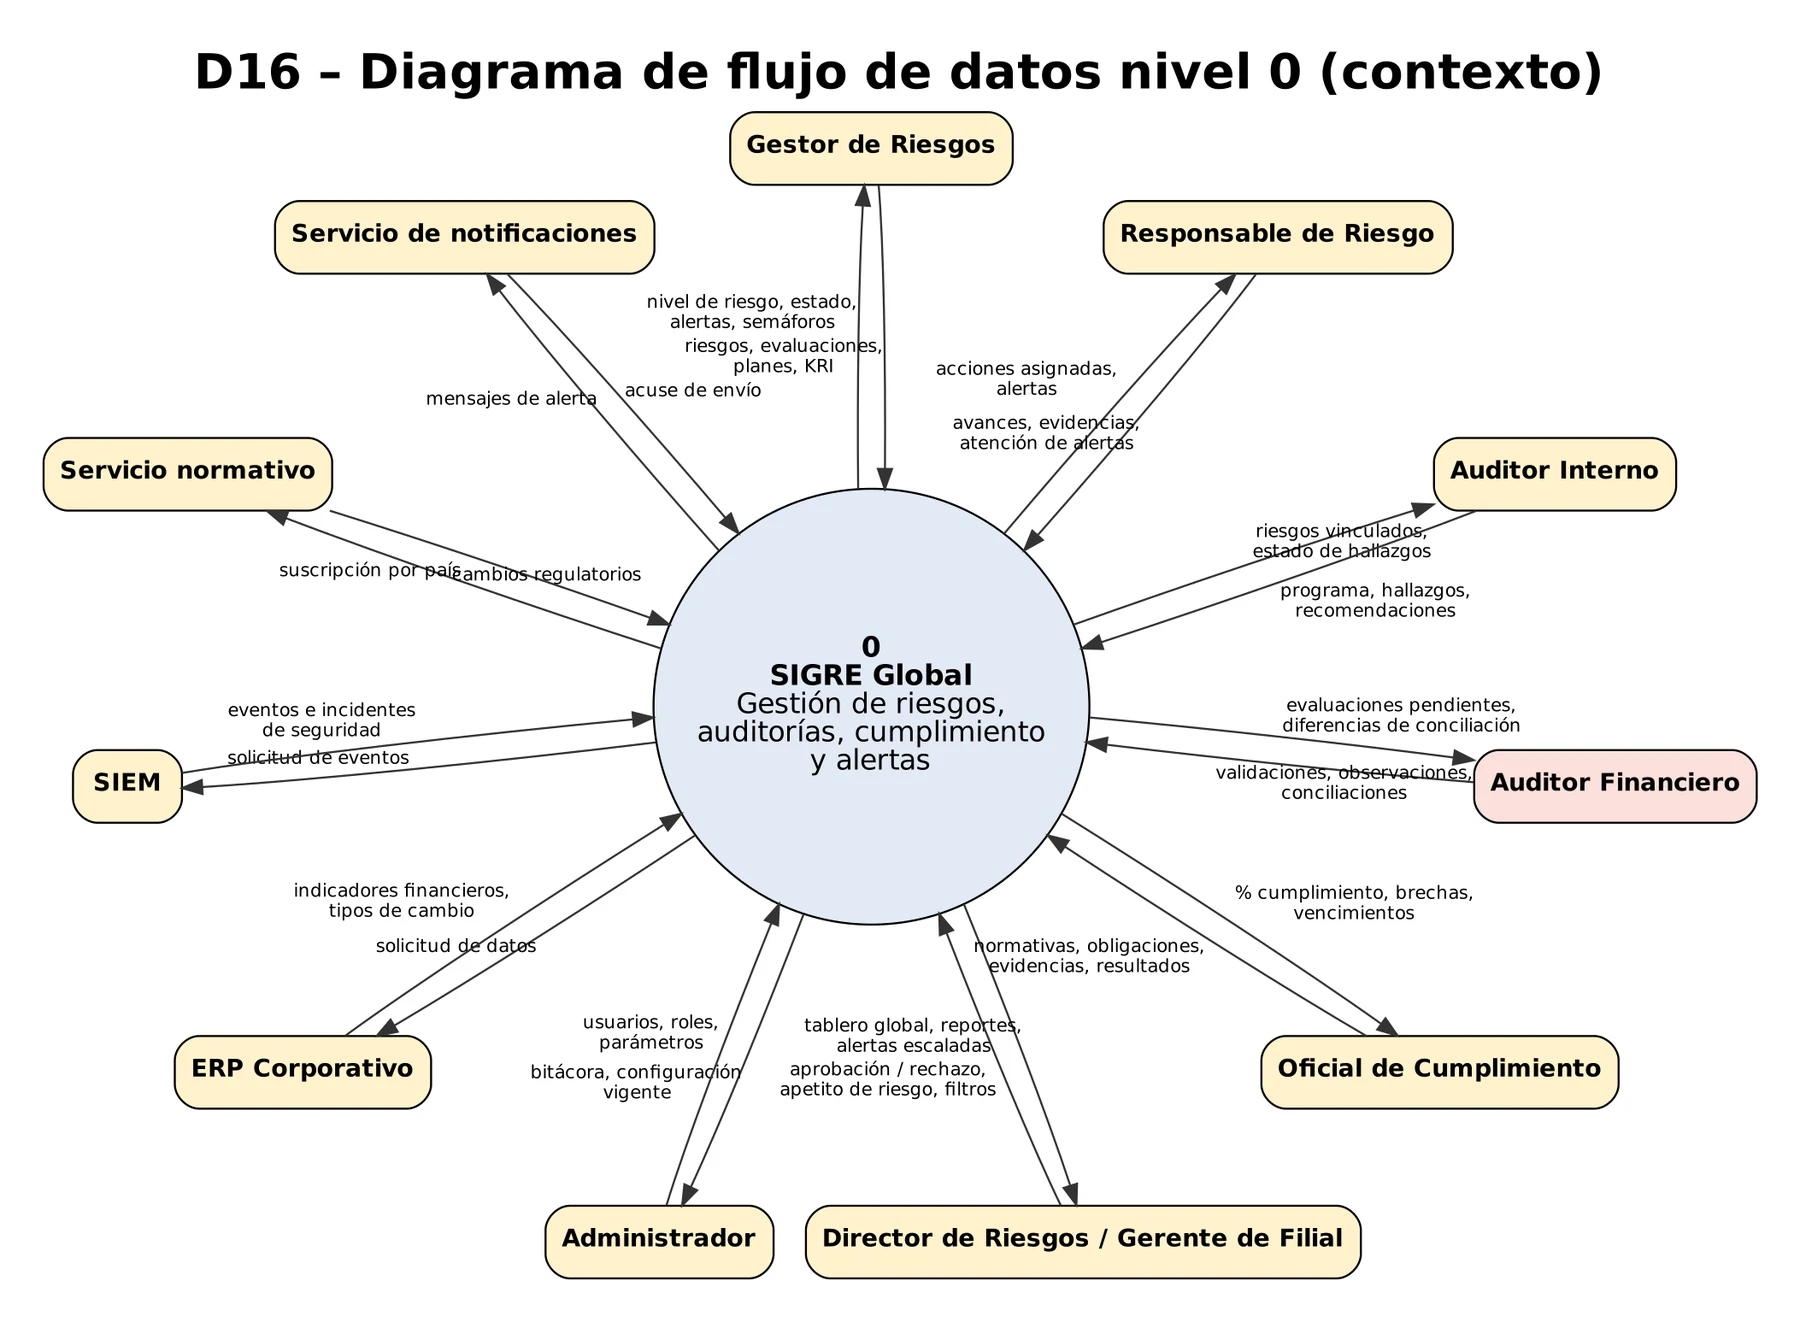 D16 – Diagrama de flujo de datos nivel 0 (contexto)
Gestor de Riesgos
Servicio de notificaciones
Responsable de Riesgo
nivel de riesgo, estado,
alertas, semáforos
riesgos, evaluaciones,
planes, KRI
acciones asignadas,
alertas
mensajes de alerta
acuse de envío
avances, evidencias,
atención de alertas
Servicio normativo
Auditor Interno
riesgos vinculados,
estado de hallazgos
suscripción por país
cambios regulatorios
programa, hallazgos,
recomendaciones
0
SIGRE Global
Gestión de riesgos,
auditorías, cumplimiento
y alertas
eventos e incidentes
de seguridad
solicitud de eventos
SIEM
evaluaciones pendientes,
diferencias de conciliación
validaciones, observaciones,
conciliaciones
Auditor Financiero
indicadores financieros,
tipos de cambio
solicitud de datos
% cumplimiento, brechas,
vencimientos
normativas, obligaciones,
evidencias, resultados
usuarios, roles,
parámetros
bitácora, configuración
vigente
tablero global, reportes,
alertas escaladas
aprobación / rechazo,
apetito de riesgo, filtros
ERP Corporativo
Oficial de Cumplimiento
Administrador
Director de Riesgos / Gerente de Filial